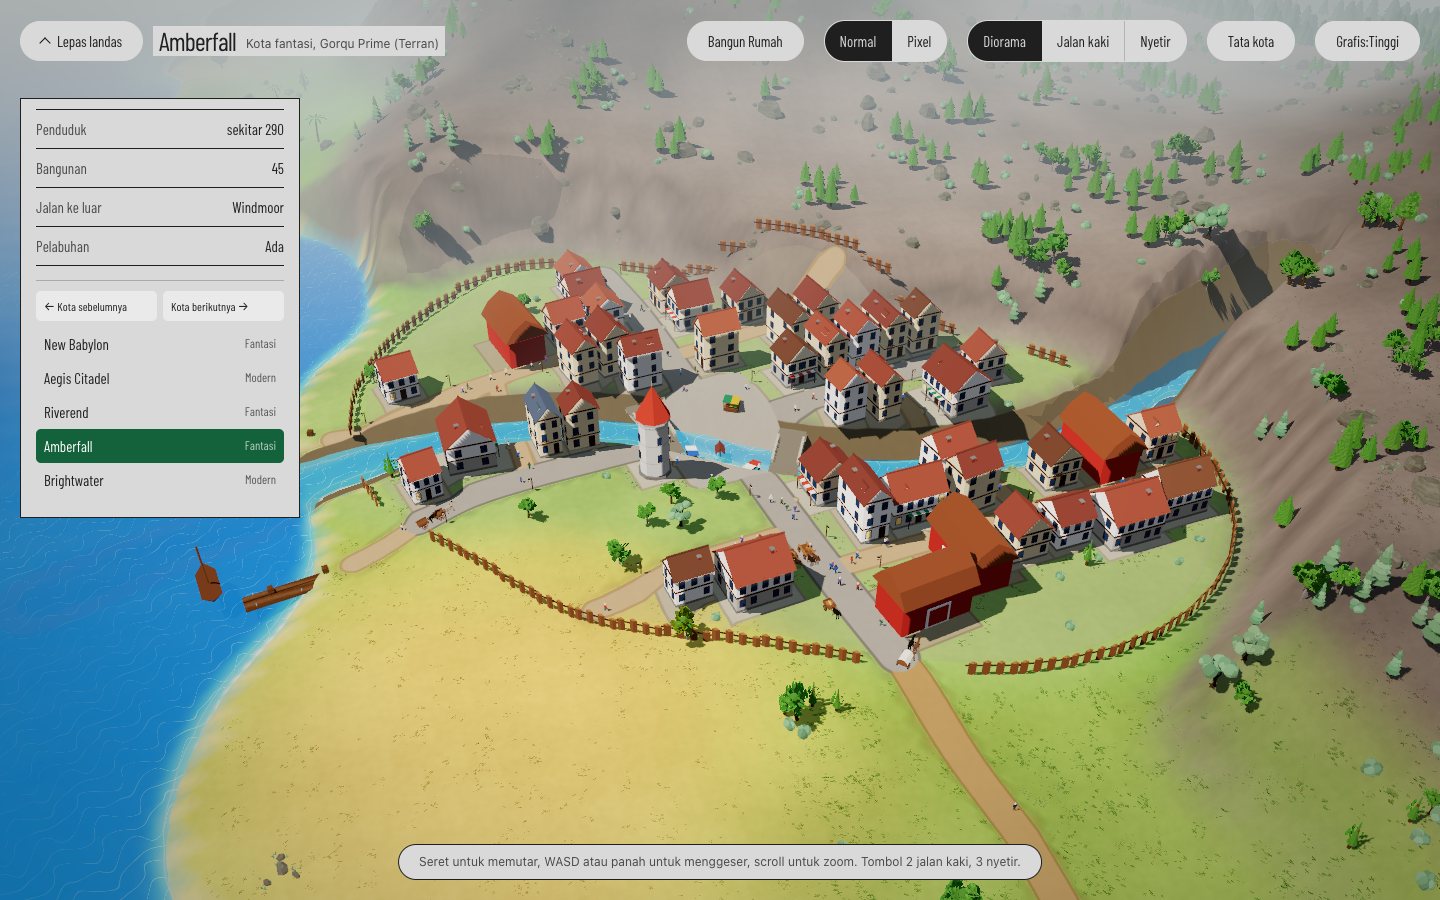 Lepas landas
Amberfall Kota fantasi, Gorqu Prime (Terran)
Bangun Rumah
Normal Pixel
Diorama Jalan kaki Nyetir
Tata kota
Grafis:Tinggi
Penduduk sekitar 290
Bangunan 45
Jalan ke luar Windmoor
Pelabuhan Ada
← Kota sebelumnya
Kota berikutnya →
New Babylon Fantasi
Aegis Citadel Modern
Riverend Fantasi
Amberfall Fantasi
Brightwater Modern
Seret untuk memutar, WASD atau panah untuk menggeser, scroll untuk zoom. Tombol 2 jalan kaki, 3 nyetir.